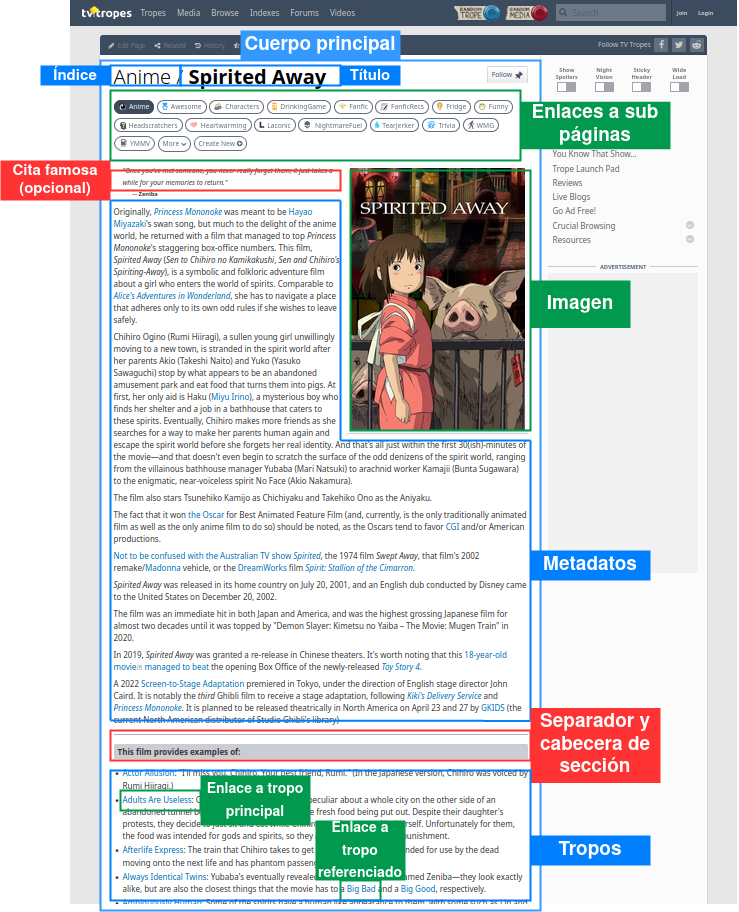 tvtropes Tropes Media Browse Indexes Forums Videos RANDOM TROPE RANDOM MEDIA Search Join Login
Edit Page Related History
Follow TV Tropes
Cuerpo principal
Índice
Anime / Spirited Away
Título
Follow
Show Spoilers
Night Vision
Sticky Header
Wide Load
Anime Awesome Characters DrinkingGame Fanfic FanficRecs Fridge Funny
Headscratchers Heartwarming Laconic NightmareFuel TearJerker Trivia WMG
YMMV More Create New
Enlaces a sub
páginas
You Know That Show...
Trope Launch Pad
Reviews
Live Blogs
Go Ad Free!
Crucial Browsing
Resources
ADVERTISEMENT
Cita famosa
(opcional)
"Once you've met someone, you never really forget them; it just takes a
while for your memories to return."
— Zeniba
SPIRITED AWAY
Imagen
Originally, Princess Mononoke was meant to be Hayao
Miyazaki's swan song, but much to the delight of the anime
world, he returned with a film that managed to top Princess
Mononoke's staggering box-office numbers. This film,
Spirited Away (Sen to Chihiro no Kamikakushi, Sen and Chihiro's
Spiriting-Away), is a symbolic and folkloric adventure film
about a girl who enters the world of spirits. Comparable to
Alice's Adventures in Wonderland, she has to navigate a place
that adheres only to its own odd rules if she wishes to leave
safely.
Chihiro Ogino (Rumi Hiiragi), a sullen young girl unwillingly
moving to a new town, is stranded in the spirit world after
her parents Akio (Takeshi Naito) and Yuko (Yasuko
Sawaguchi) stop by what appears to be an abandoned
amusement park and eat food that turns them into pigs. At
first, her only aid is Haku (Miyu Irino), a mysterious boy who
finds her shelter and a job in a bathhouse that caters to
these spirits. Eventually, Chihiro makes more friends as she
searches for a way to make her parents human again and
escape the spirit world before she forgets her real identity. And that's all just within the first 30(ish)-minutes of
the movie—and that doesn't even begin to scratch the surface of the odd denizens of the spirit world, ranging
from the villainous bathhouse manager Yubaba (Mari Natsuki) to arachnid worker Kamajii (Bunta Sugawara)
to the enigmatic, near-voiceless spirit No Face (Akio Nakamura).
The film also stars Tsunehiko Kamijo as Chichiyaku and Takehiko Ono as the Aniyaku.
The fact that it won the Oscar for Best Animated Feature Film (and, currently, is the only traditionally animated
film as well as the only anime film to do so) should be noted, as the Oscars tend to favor CGI and/or American
productions.
Not to be confused with the Australian TV show Spirited, the 1974 film Swept Away, that film's 2002
remake/Madonna vehicle, or the DreamWorks film Spirit: Stallion of the Cimarron.
Metadatos
Spirited Away was released in its home country on July 20, 2001, and an English dub conducted by Disney came
to the United States on December 20, 2002.
The film was an immediate hit in both Japan and America, and was the highest grossing Japanese film for
almost two decades until it was topped by "Demon Slayer: Kimetsu no Yaiba – The Movie: Mugen Train" in
2020.
In 2019, Spirited Away was granted a re-release in Chinese theaters. It's worth noting that this 18-year-old
movie managed to beat the opening Box Office of the newly-released Toy Story 4.
A 2022 Screen-to-Stage Adaptation premiered in Tokyo, under the direction of English stage director John
Caird. It is notably the third Ghibli film to receive a stage adaptation, following Kiki's Delivery Service and
Princess Mononoke. It is planned to be released theatrically in North America on April 23 and 27 by GKIDS (the
current North American distributor of Studio Ghibli's library)
Separador y
cabecera de
sección
This film provides examples of:
Actor Allusion: "I'll miss you, Chihiro. Your best friend, Rumi." (In the Japanese version, Chihiro was voiced by
Rumi Hiiragi.)
Enlace a tropo
principal
Adults Are Useless: peculiar about a whole city on the other side of an
abandoned tunnel fresh food being put out. Despite their daughter's
protests, they decide
the food was intended for gods and spirits, so they
Enlace a
tropo
referenciado
Afterlife Express: The train that Chihiro takes to get for use by the dead
moving onto the next life and has phantom
Always Identical Twins: Yubaba's eventually named Zeniba—they look exactly
alike, but are also the closest things that the movie has to a Big Bad and a Big Good, respectively.
Tropos